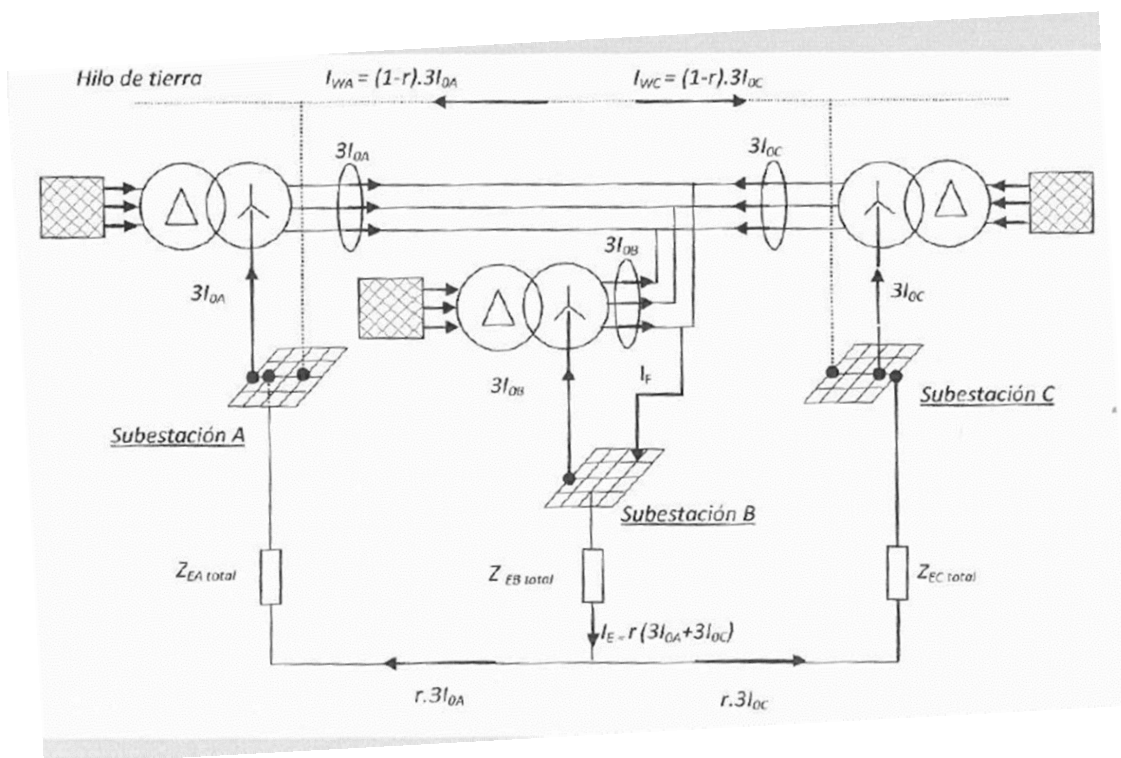 Hilo de tierra
I_WA = (1-r).3I_0A
I_WC = (1-r).3I_0C
3I_0A
3I_0C
3I_0B
3I_0A
3I_0C
3I_0B
I_F
Subestación A
Subestación C
Subestación B
Z_EA total
Z_EB total
Z_EC total
I_E = r (3I_0A+3I_0C)
r.3I_0A
r.3I_0C